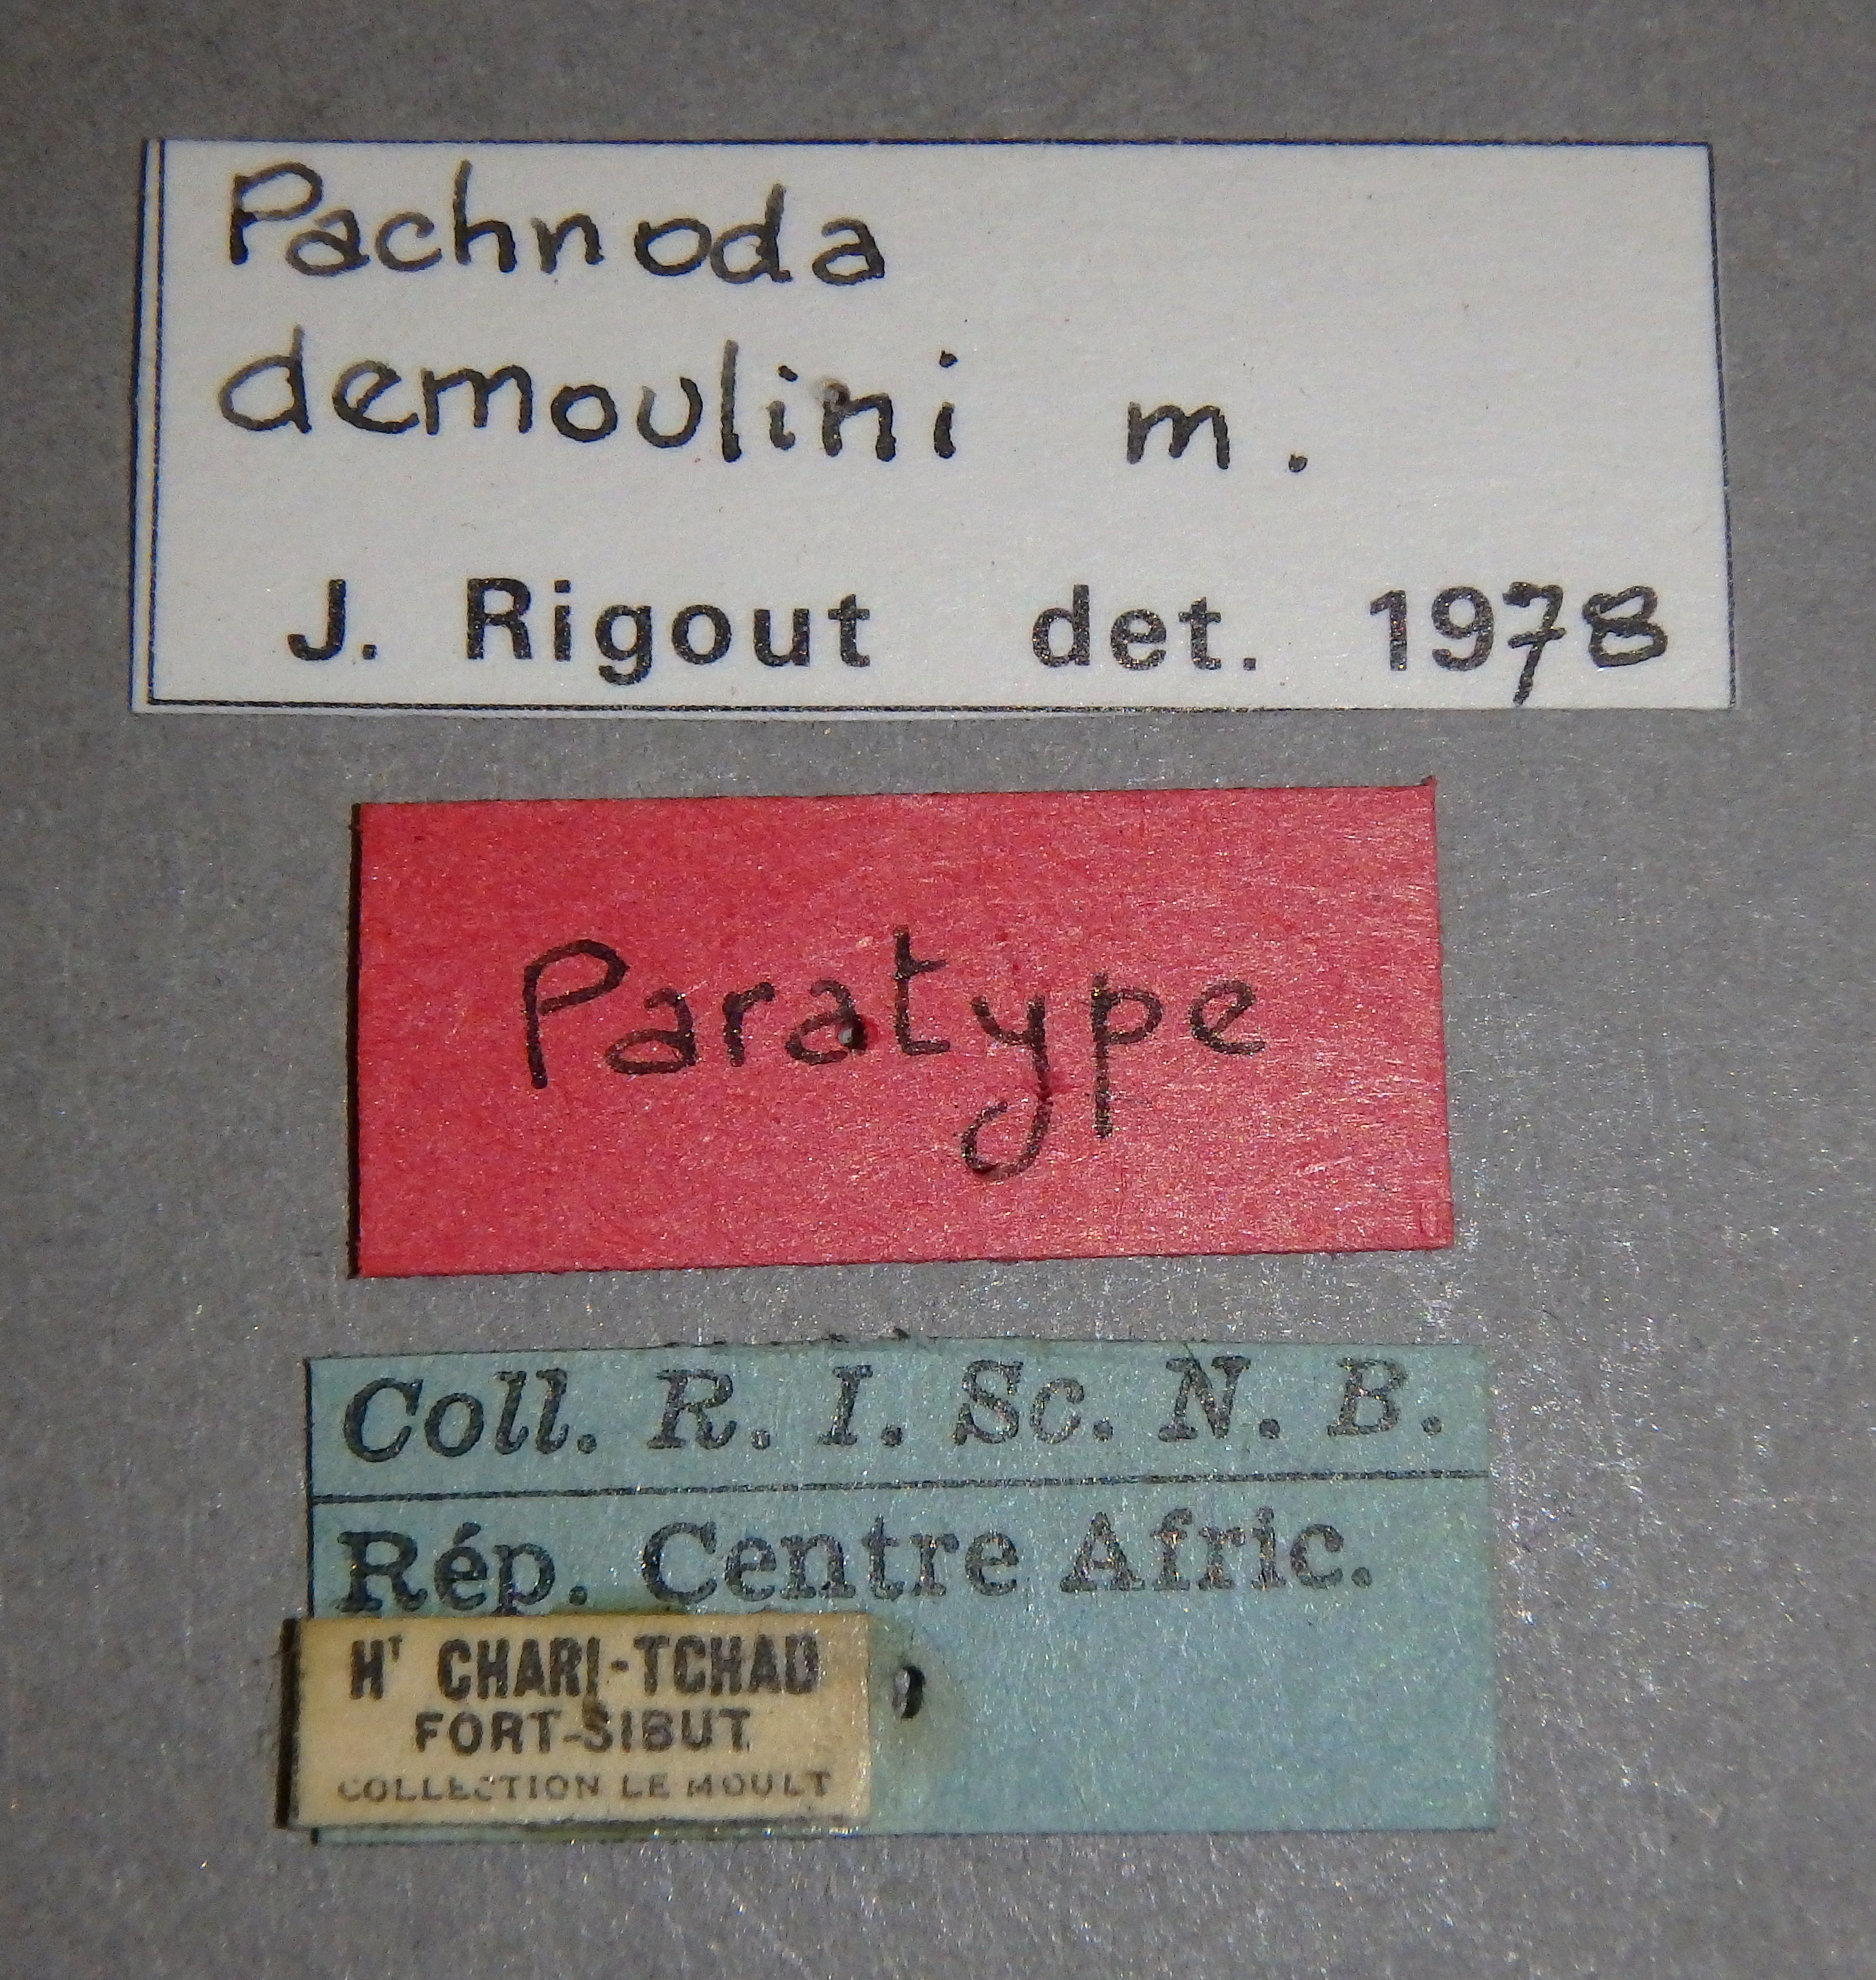 Pachnoda
demoulini m.
J. Rigout det. 1978
Paratype
Coll. R. I. Sc. N. B.
Rép. Centre Afric.
Hᵗ CHARI-TCHAD
FORT-SIBUT
COLLECTION LE MOULT